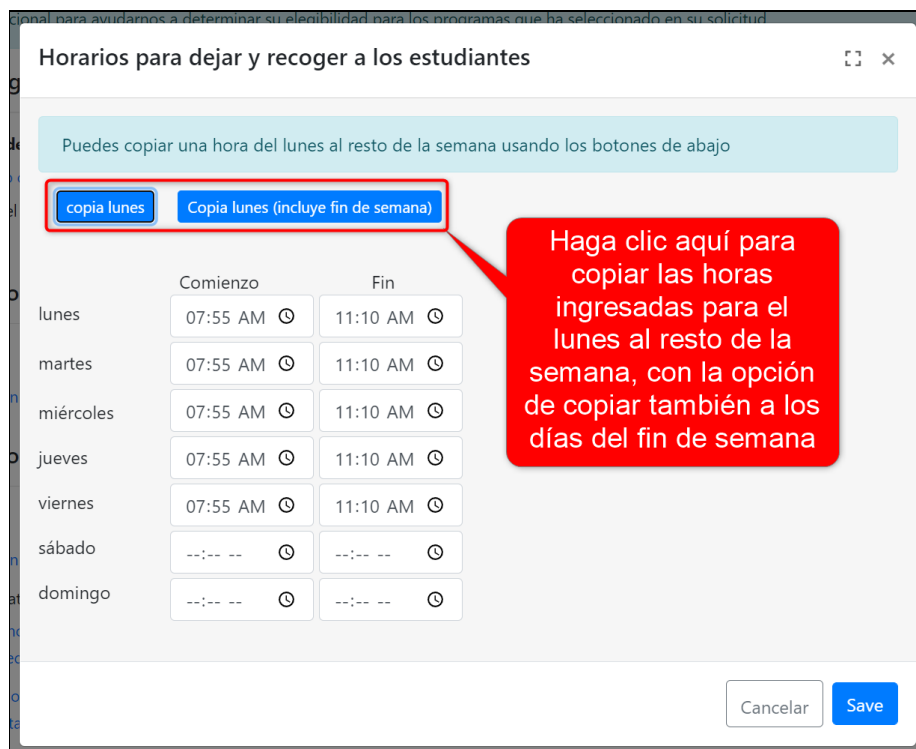 cional para ayudarnos a determinar su elegibilidad para los programas que ha seleccionado en su solicitud
Horarios para dejar y recoger a los estudiantes
Puedes copiar una hora del lunes al resto de la semana usando los botones de abajo
copia lunes Copia lunes (incluye fin de semana)
Haga clic aquí para
copiar las horas
ingresadas para el
lunes al resto de la
semana, con la opción
de copiar también a los
días del fin de semana
Comienzo Fin
lunes 07:55 AM 11:10 AM
martes 07:55 AM 11:10 AM
miércoles 07:55 AM 11:10 AM
jueves 07:55 AM 11:10 AM
viernes 07:55 AM 11:10 AM
sábado --:-- -- --:-- --
domingo --:-- -- --:-- --
Cancelar Save